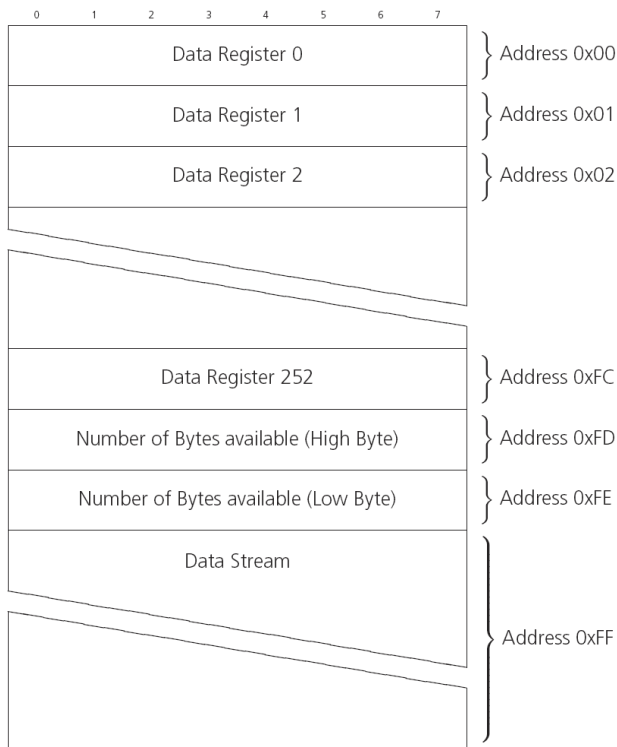 0 1 2 3 4 5 6 7
Data Register 0 Address 0x00
Data Register 1 Address 0x01
Data Register 2 Address 0x02
Data Register 252 Address 0xFC
Number of Bytes available (High Byte) Address 0xFD
Number of Bytes available (Low Byte) Address 0xFE
Data Stream
Address 0xFF